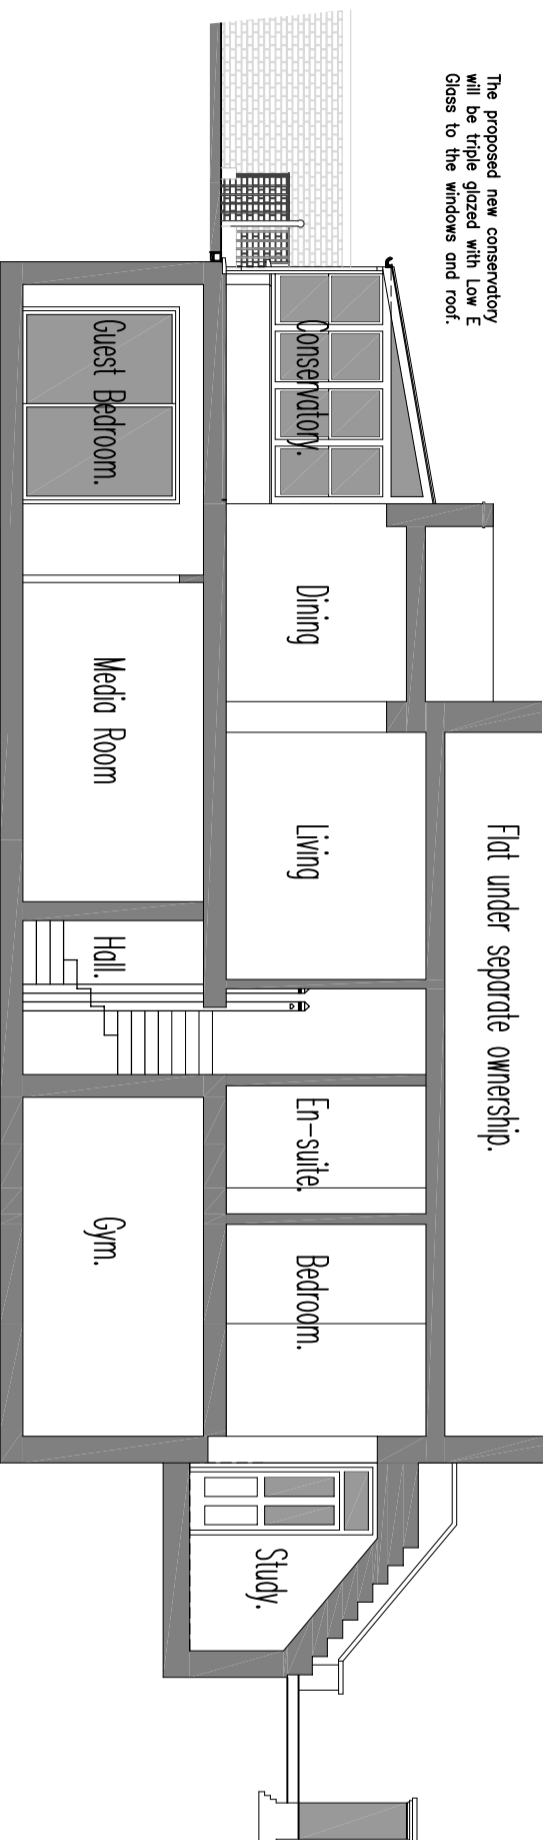 The proposed new conservatory
will be triple glazed with Low E
Glass to the windows and roof.
Flat under separate ownership.
Conservatory.
Dining
Living
En-suite.
Bedroom.
Study.
Guest Bedroom.
Media Room
Hall.
Gym.